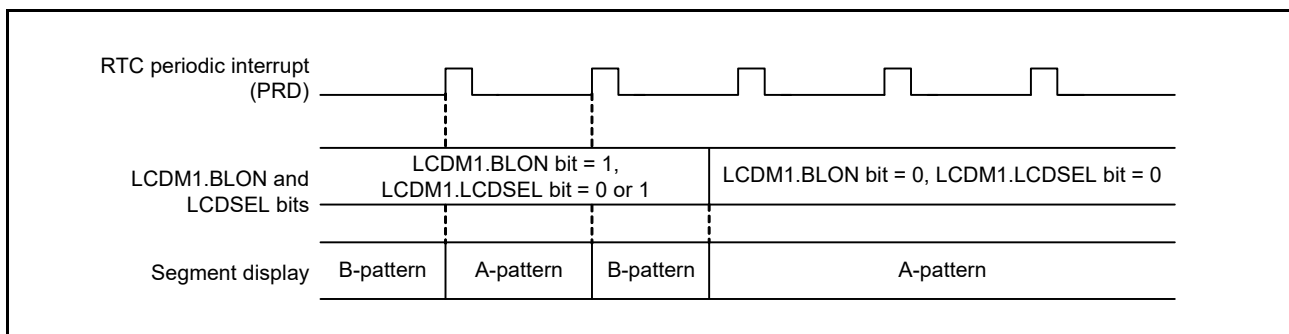 RTC periodic interrupt
(PRD)
LCDM1.BLON and
LCDSEL bits
LCDM1.BLON bit = 1,
LCDM1.LCDSEL bit = 0 or 1
LCDM1.BLON bit = 0, LCDM1.LCDSEL bit = 0
Segment display
B-pattern
A-pattern
B-pattern
A-pattern